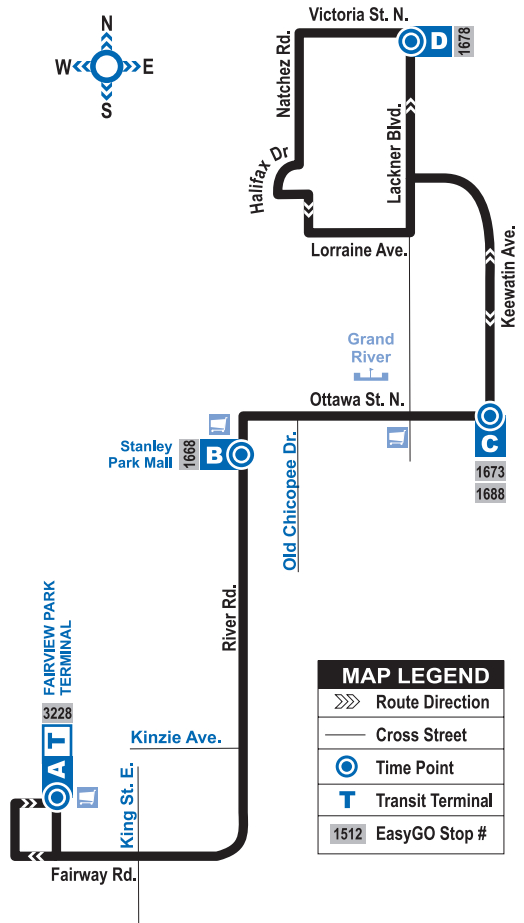 N
W
E
S
Victoria St. N.
D
1678
Natchez Rd.
Lackner Blvd.
Halifax Dr
Lorraine Ave.
Keewatin Ave.
Grand
River
Ottawa St. N.
Stanley
Park Mall
1668
B
C
1673
1688
Old Chicopee Dr.
River Rd.
FAIRVIEW PARK
TERMINAL
3228
A T
Kinzie Ave.
King St. E.
Fairway Rd.
MAP LEGEND
Route Direction
Cross Street
Time Point
T Transit Terminal
1512 EasyGO Stop #